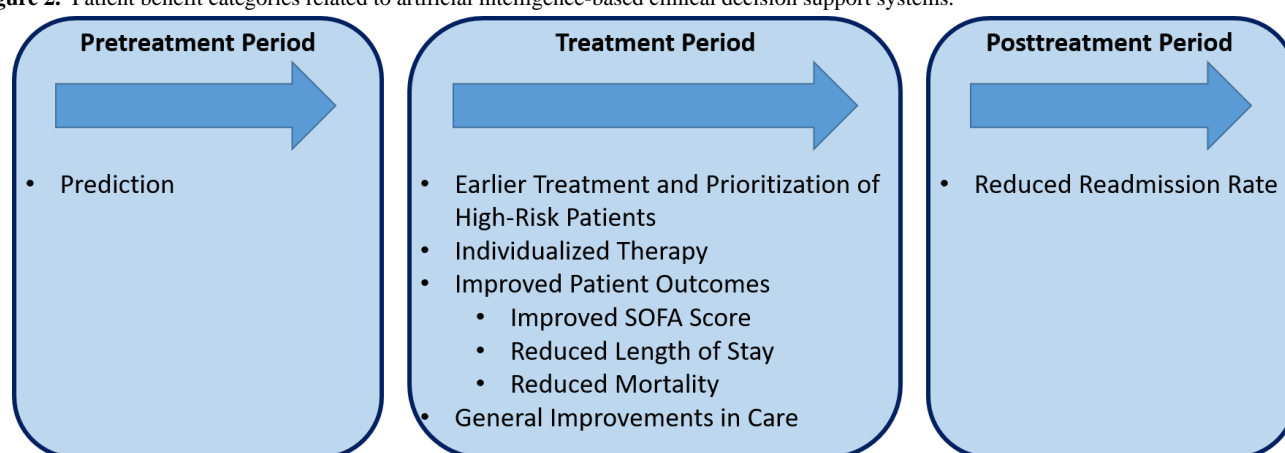 Figure 2. Patient benefit categories related to artificial intelligence-based clinical decision support systems.
Pretreatment Period
• Prediction
Treatment Period
• Earlier Treatment and Prioritization of
High-Risk Patients
• Individualized Therapy
• Improved Patient Outcomes
• Improved SOFA Score
• Reduced Length of Stay
• Reduced Mortality
• General Improvements in Care
Posttreatment Period
• Reduced Readmission Rate